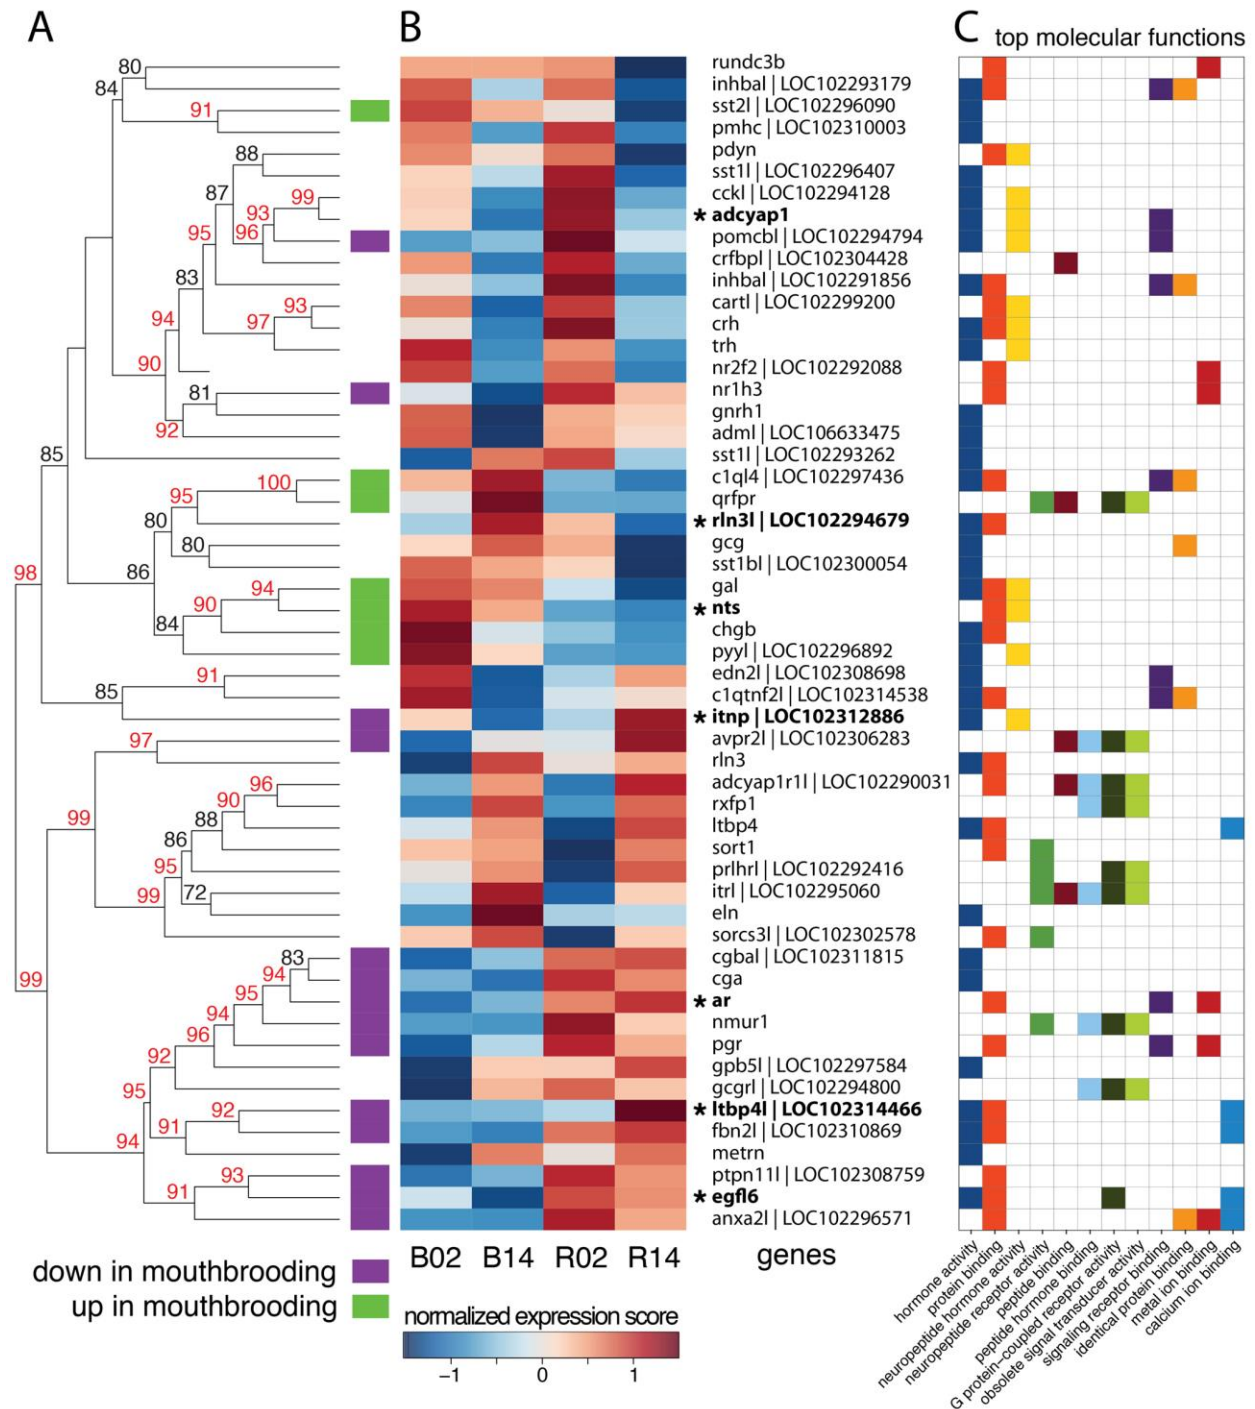 A
B
C top molecular functions
80
84
91
88
87
99
93
96
95
83
93
97
94
90
81
92
85
100
95
80
80
86
98
94
90
84
91
85
97
96
90
88
86
95
72
99
99
83
94
95
94
96
92
95
92
91
94
93
91
99
rundc3b
inhbal | LOC102293179
sst2l | LOC102296090
pmhc | LOC102310003
pdyn
sst1l | LOC102296407
cckl | LOC102294128
* adcyap1
pomcbl | LOC102294794
crfbpl | LOC102304428
inhbal | LOC102291856
cartl | LOC102299200
crh
trh
nr2f2 | LOC102292088
nr1h3
gnrh1
adml | LOC106633475
sst1l | LOC102293262
c1ql4 | LOC102297436
qrfpr
* rln3l | LOC102294679
gcg
sst1bl | LOC102300054
gal
* nts
chgb
pyyl | LOC102296892
edn2l | LOC102308698
c1qtnf2l | LOC102314538
* itnp | LOC102312886
avpr2l | LOC102306283
rln3
adcyap1r1l | LOC102290031
rxfp1
ltbp4
sort1
prlhrl | LOC102292416
itrl | LOC102295060
eln
sorcs3l | LOC102302578
cgbal | LOC102311815
cga
* ar
nmur1
pgr
gpb5l | LOC102297584
gcgrl | LOC102294800
* ltbp4l | LOC102314466
fbn2l | LOC102310869
metrn
ptpn11l | LOC102308759
* egfl6
anxa2l | LOC102296571
B02 B14 R02 R14 genes
down in mouthbrooding
up in mouthbrooding
normalized expression score
−1 0 1
hormone activity
protein binding
neuropeptide hormone activity
neuropeptide receptor activity
peptide binding
peptide hormone binding
G protein−coupled receptor activity
obsolete signal transducer activity
signaling receptor binding
identical protein binding
metal ion binding
calcium ion binding